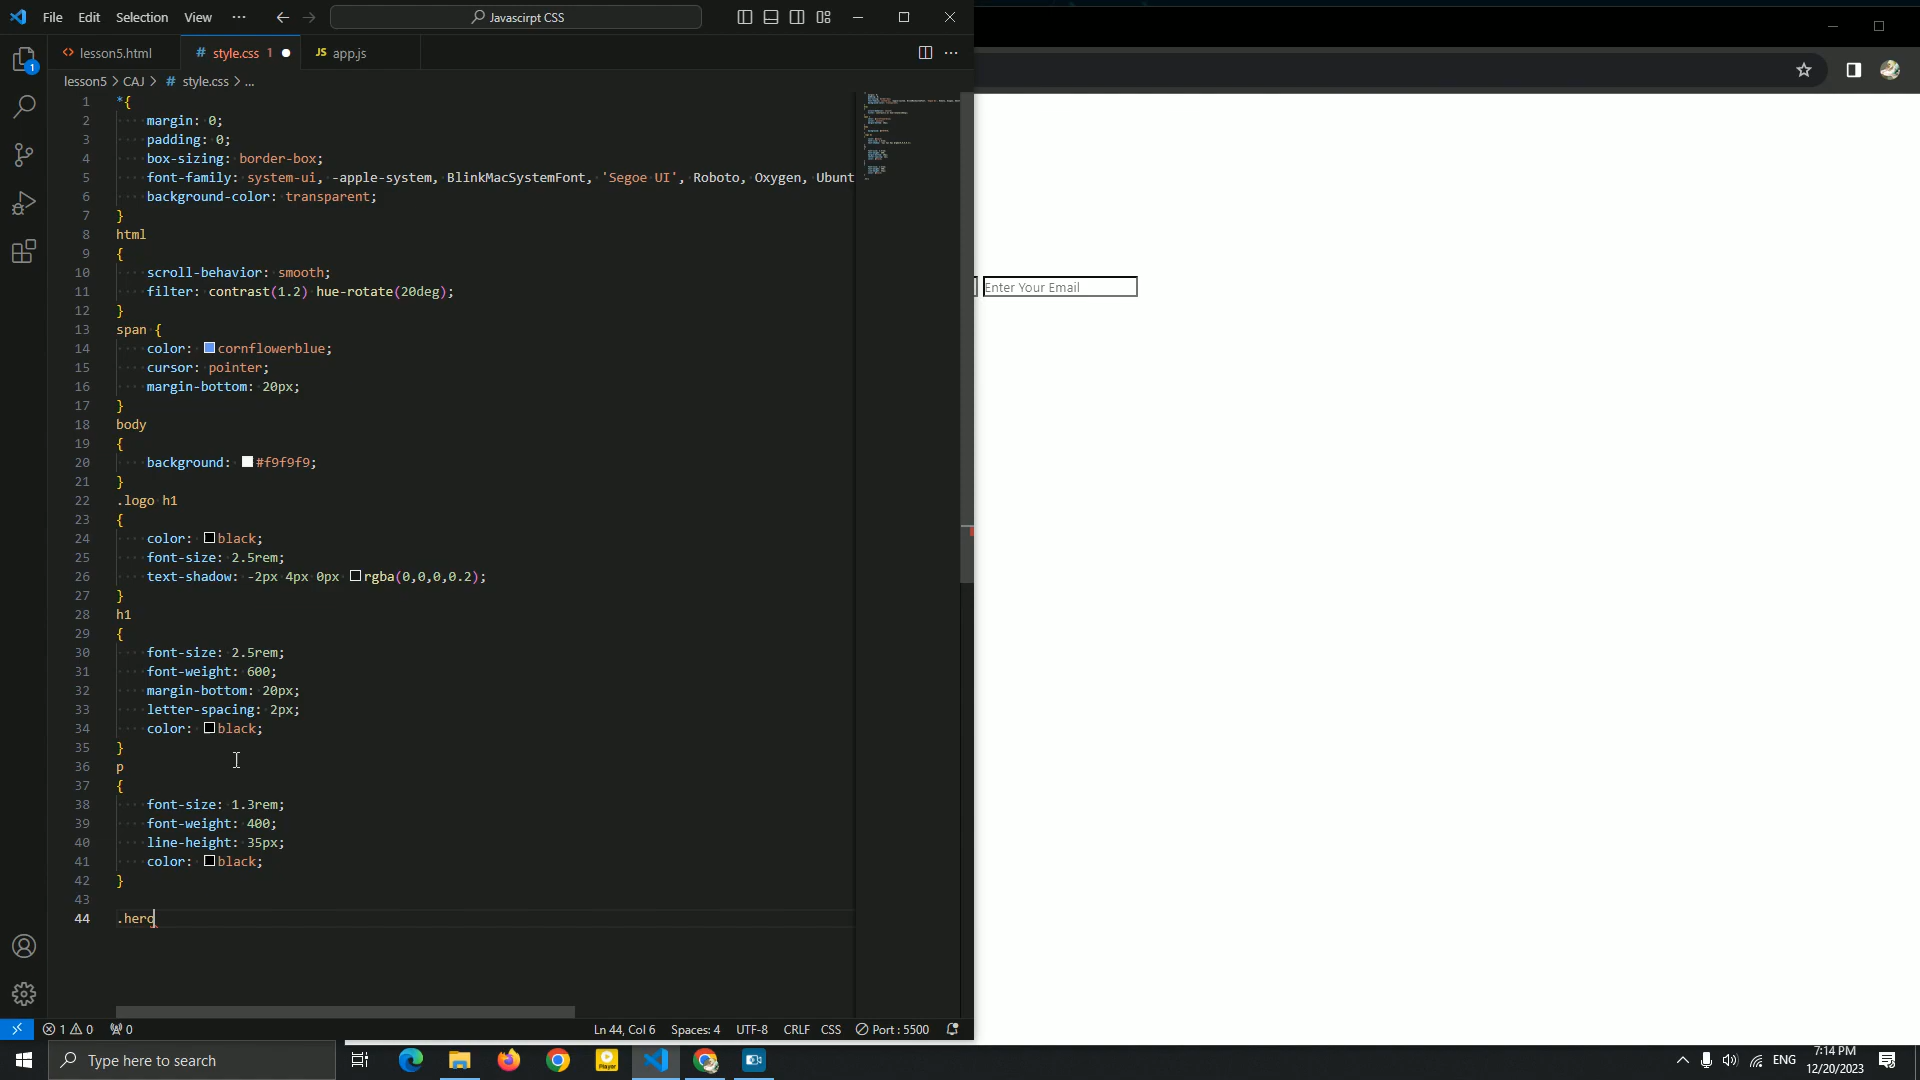 File Edit Selection View ··· Javascirpt CSS
lesson5.html # style.css 1 JS app.js
1
lesson5 > CAJ > # style.css > ...
1 *{
2 margin: 0;
3 padding: 0;
4 box-sizing: border-box;
5 font-family: system-ui, -apple-system, BlinkMacSystemFont, 'Segoe UI', Roboto, Oxygen, Ubunt
6 background-color: transparent;
7 }
8 html
9 {
10 scroll-behavior: smooth;
11 filter: contrast(1.2) hue-rotate(20deg);
12 }
13 span {
14 color: cornflowerblue;
15 cursor: pointer;
16 margin-bottom: 20px;
17 }
18 body
19 {
20 background: #f9f9f9;
21 }
22 .logo h1
23 {
24 color: black;
25 font-size: 2.5rem;
26 text-shadow: -2px 4px 0px rgba(0,0,0,0.2);
27 }
28 h1
29 {
30 font-size: 2.5rem;
31 font-weight: 600;
32 margin-bottom: 20px;
33 letter-spacing: 2px;
34 color: black;
35 }
36 p
37 {
38 font-size: 1.3rem;
39 font-weight: 400;
40 line-height: 35px;
41 color: black;
42 }
43
44 .hero
Enter Your Email
1 0 0 Ln 44, Col 6 Spaces: 4 UTF-8 CRLF CSS Port : 5500
Type here to search Player ENG 7:14 PM
12/20/2023